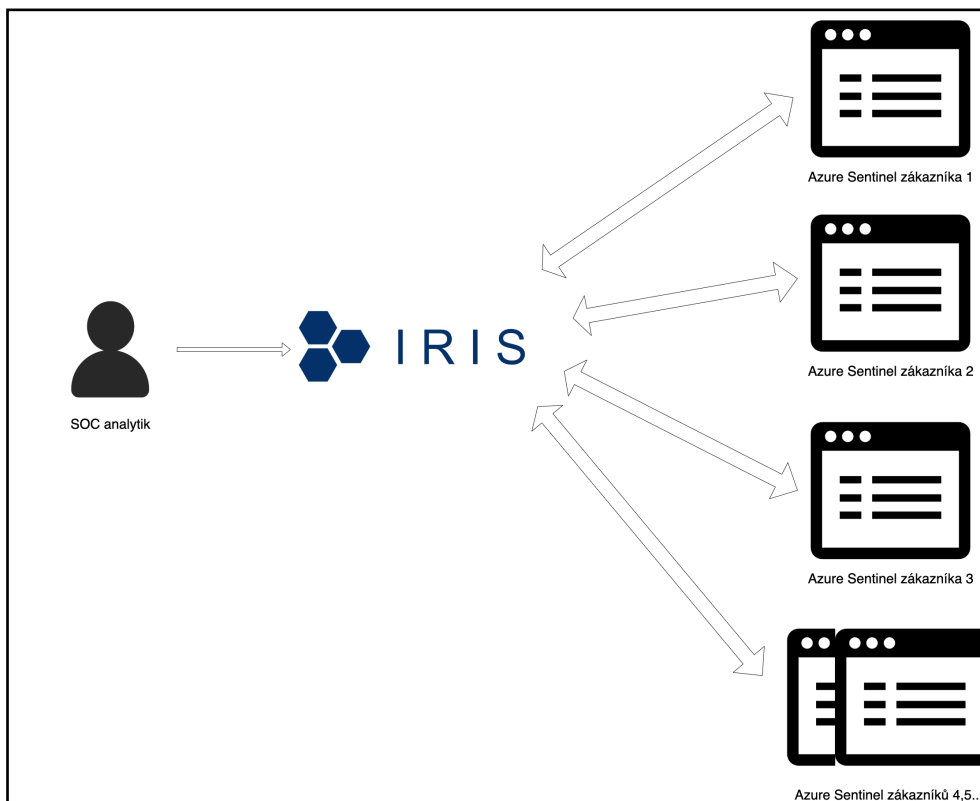 Azure Sentinel zákazníka 1
Azure Sentinel zákazníka 2
IRIS
SOC analytik
Azure Sentinel zákazníka 3
Azure Sentinel zákazníků 4,5..